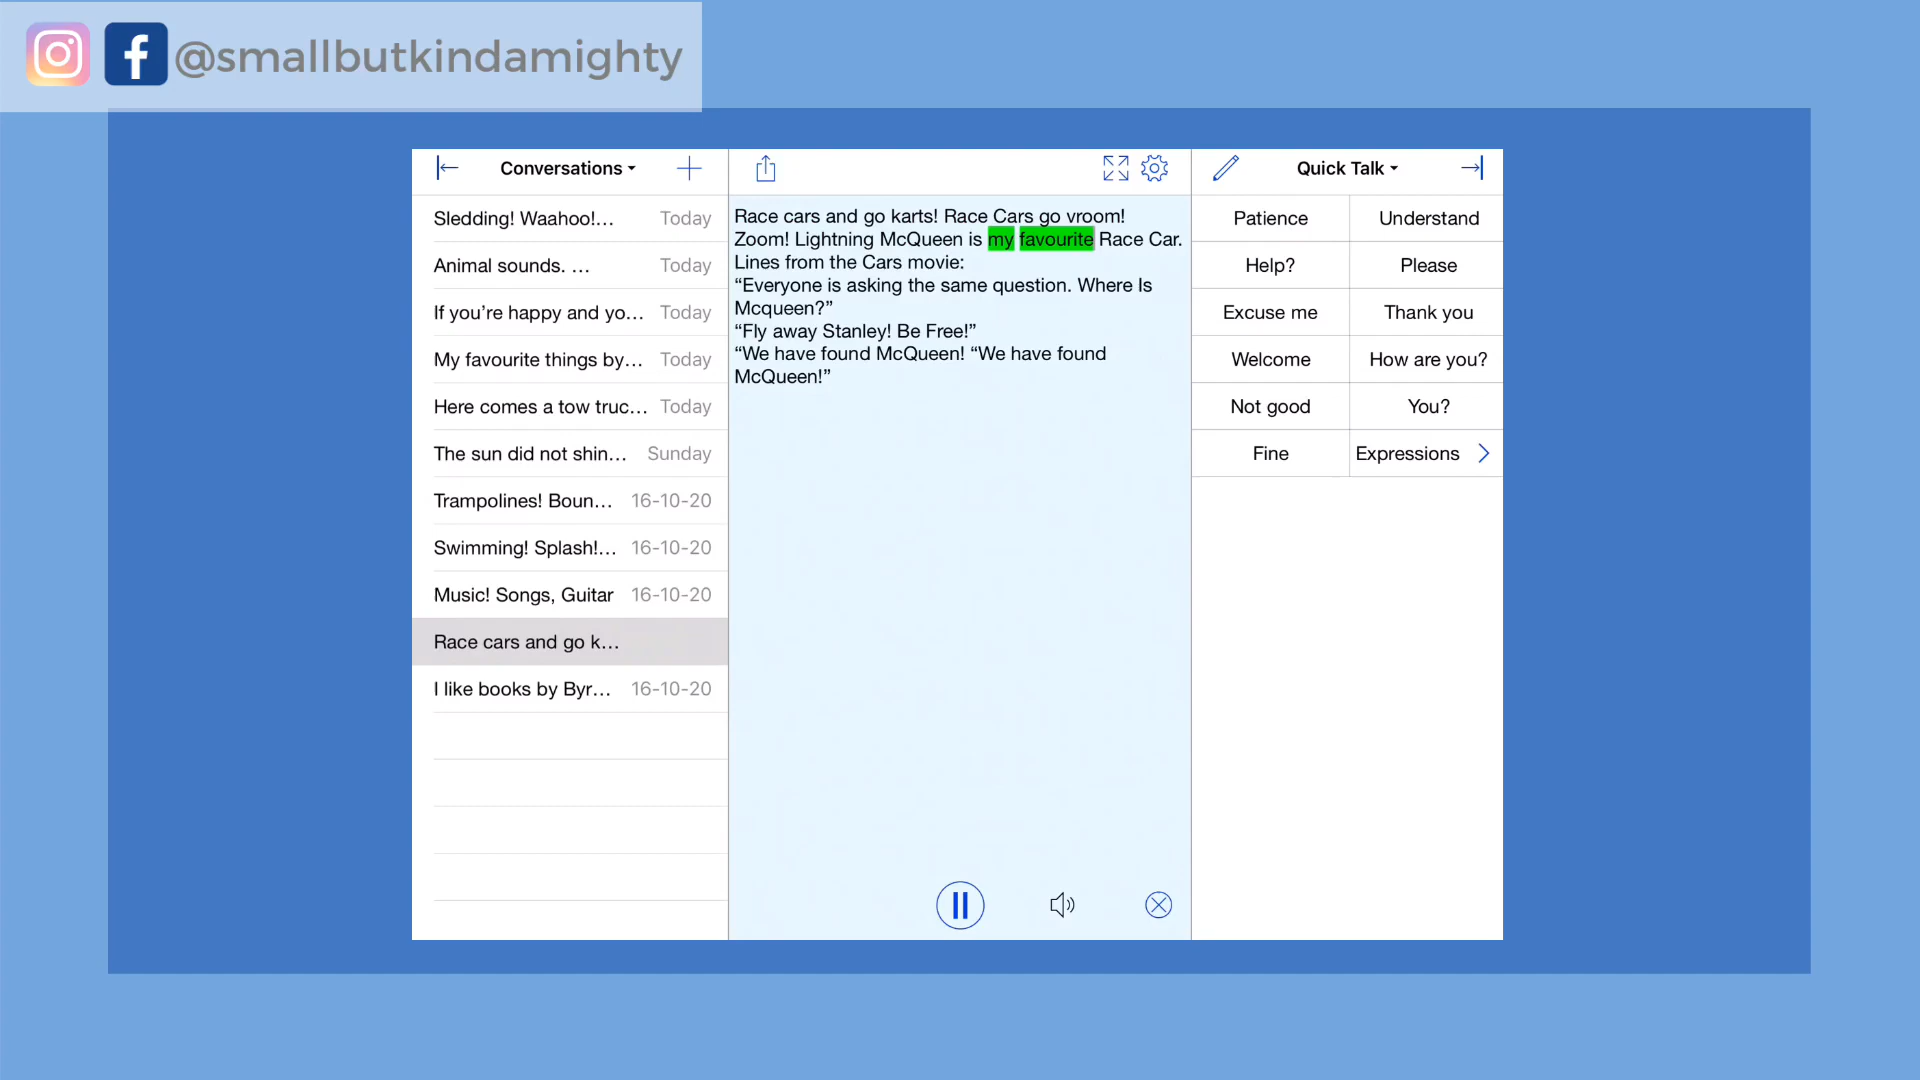 @smallbutkindamighty
Conversations
Sledding! Waahoo!... Today
Animal sounds. ... Today
If you’re happy and yo... Today
My favourite things by... Today
Here comes a tow truc... Today
The sun did not shin... Sunday
Trampolines! Boun... 16-10-20
Swimming! Splash!... 16-10-20
Music! Songs, Guitar 16-10-20
Race cars and go k...
I like books by Byr... 16-10-20
Race cars and go karts! Race Cars go vroom!
Zoom! Lightning McQueen is my favourite Race Car.
Lines from the Cars movie:
“Everyone is asking the same question. Where Is
Mcqueen?”
“Fly away Stanley! Be Free!”
“We have found McQueen! “We have found
McQueen!”
Quick Talk
Patience Understand
Help? Please
Excuse me Thank you
Welcome How are you?
Not good You?
Fine Expressions